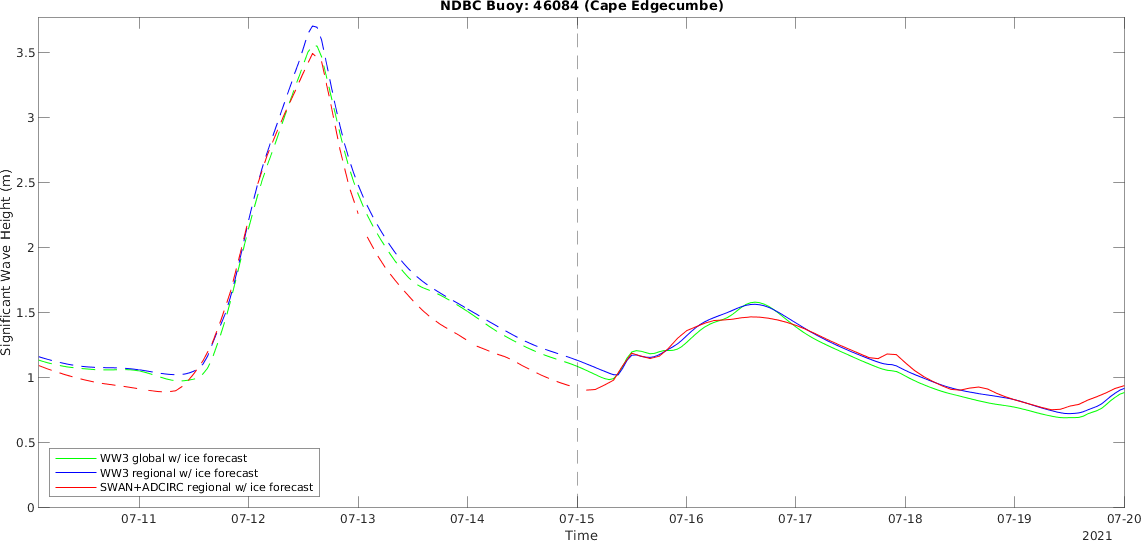 NDBC Buoy: 46084 (Cape Edgecumbe)
Significant Wave Height (m)
3.5
3
2.5
2
1.5
1
0.5
0
WW3 global w/ ice forecast
WW3 regional w/ ice forecast
SWAN+ADCIRC regional w/ ice forecast
07-11 07-12 07-13 07-14 07-15 07-16 07-17 07-18 07-19 07-20
Time
2021